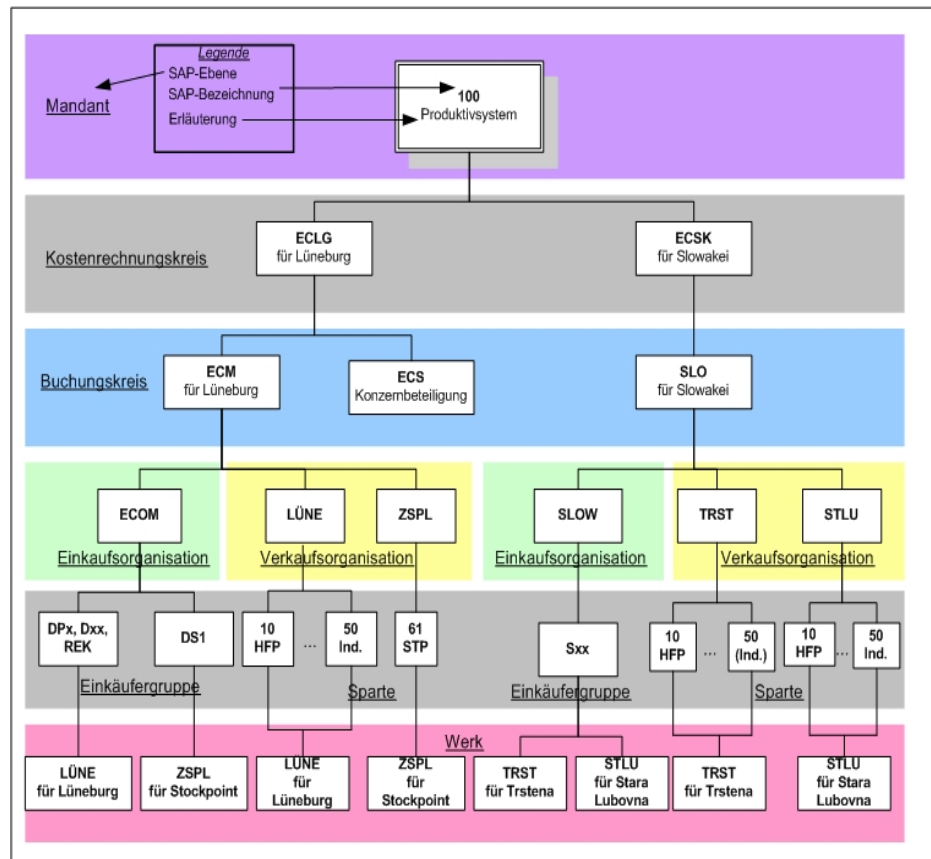 Legende
SAP-Ebene
SAP-Bezeichnung
Erläuterung
Mandant
100
Produktivsystem
ECLG
für Lüneburg
ECSK
für Slowakei
Kostenrechnungskreis
ECM
für Lüneburg
ECS
Konzernbeteiligung
SLO
für Slowakei
Buchungskreis
ECOM
LÜNE
ZSPL
SLOW
TRST
STLU
Einkaufsorganisation
Verkaufsorganisation
Einkaufsorganisation
Verkaufsorganisation
DPx, Dxx,
REK
DS1
10
HFP
...
50
Ind.
61
STP
Sxx
10
HFP
...
50
(Ind.)
10
HFP
...
50
Ind.
Einkäufergruppe
Sparte
Einkäufergruppe
Sparte
Werk
LÜNE
für Lüneburg
ZSPL
für Stockpoint
LÜNE
für
Lüneburg
ZSPL
für
Stockpoint
TRST
für Trstena
STLU
für Stara
Lubovna
TRST
für Trstena
STLU
für Stara
Lubovna